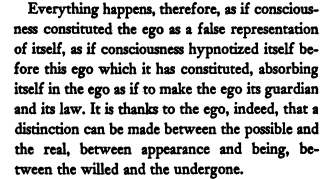 Everything happens, therefore, as if conscious-
ness constituted the ego as a false representation
of itself, as if consciousness hypnotized itself be-
fore this ego which it has constituted, absorbing
itself in the ego as if to make the ego its guardian
and its law. It is thanks to the ego, indeed, that a
distinction can be made between the possible and
the real, between appearance and being, be-
tween the willed and the undergone.